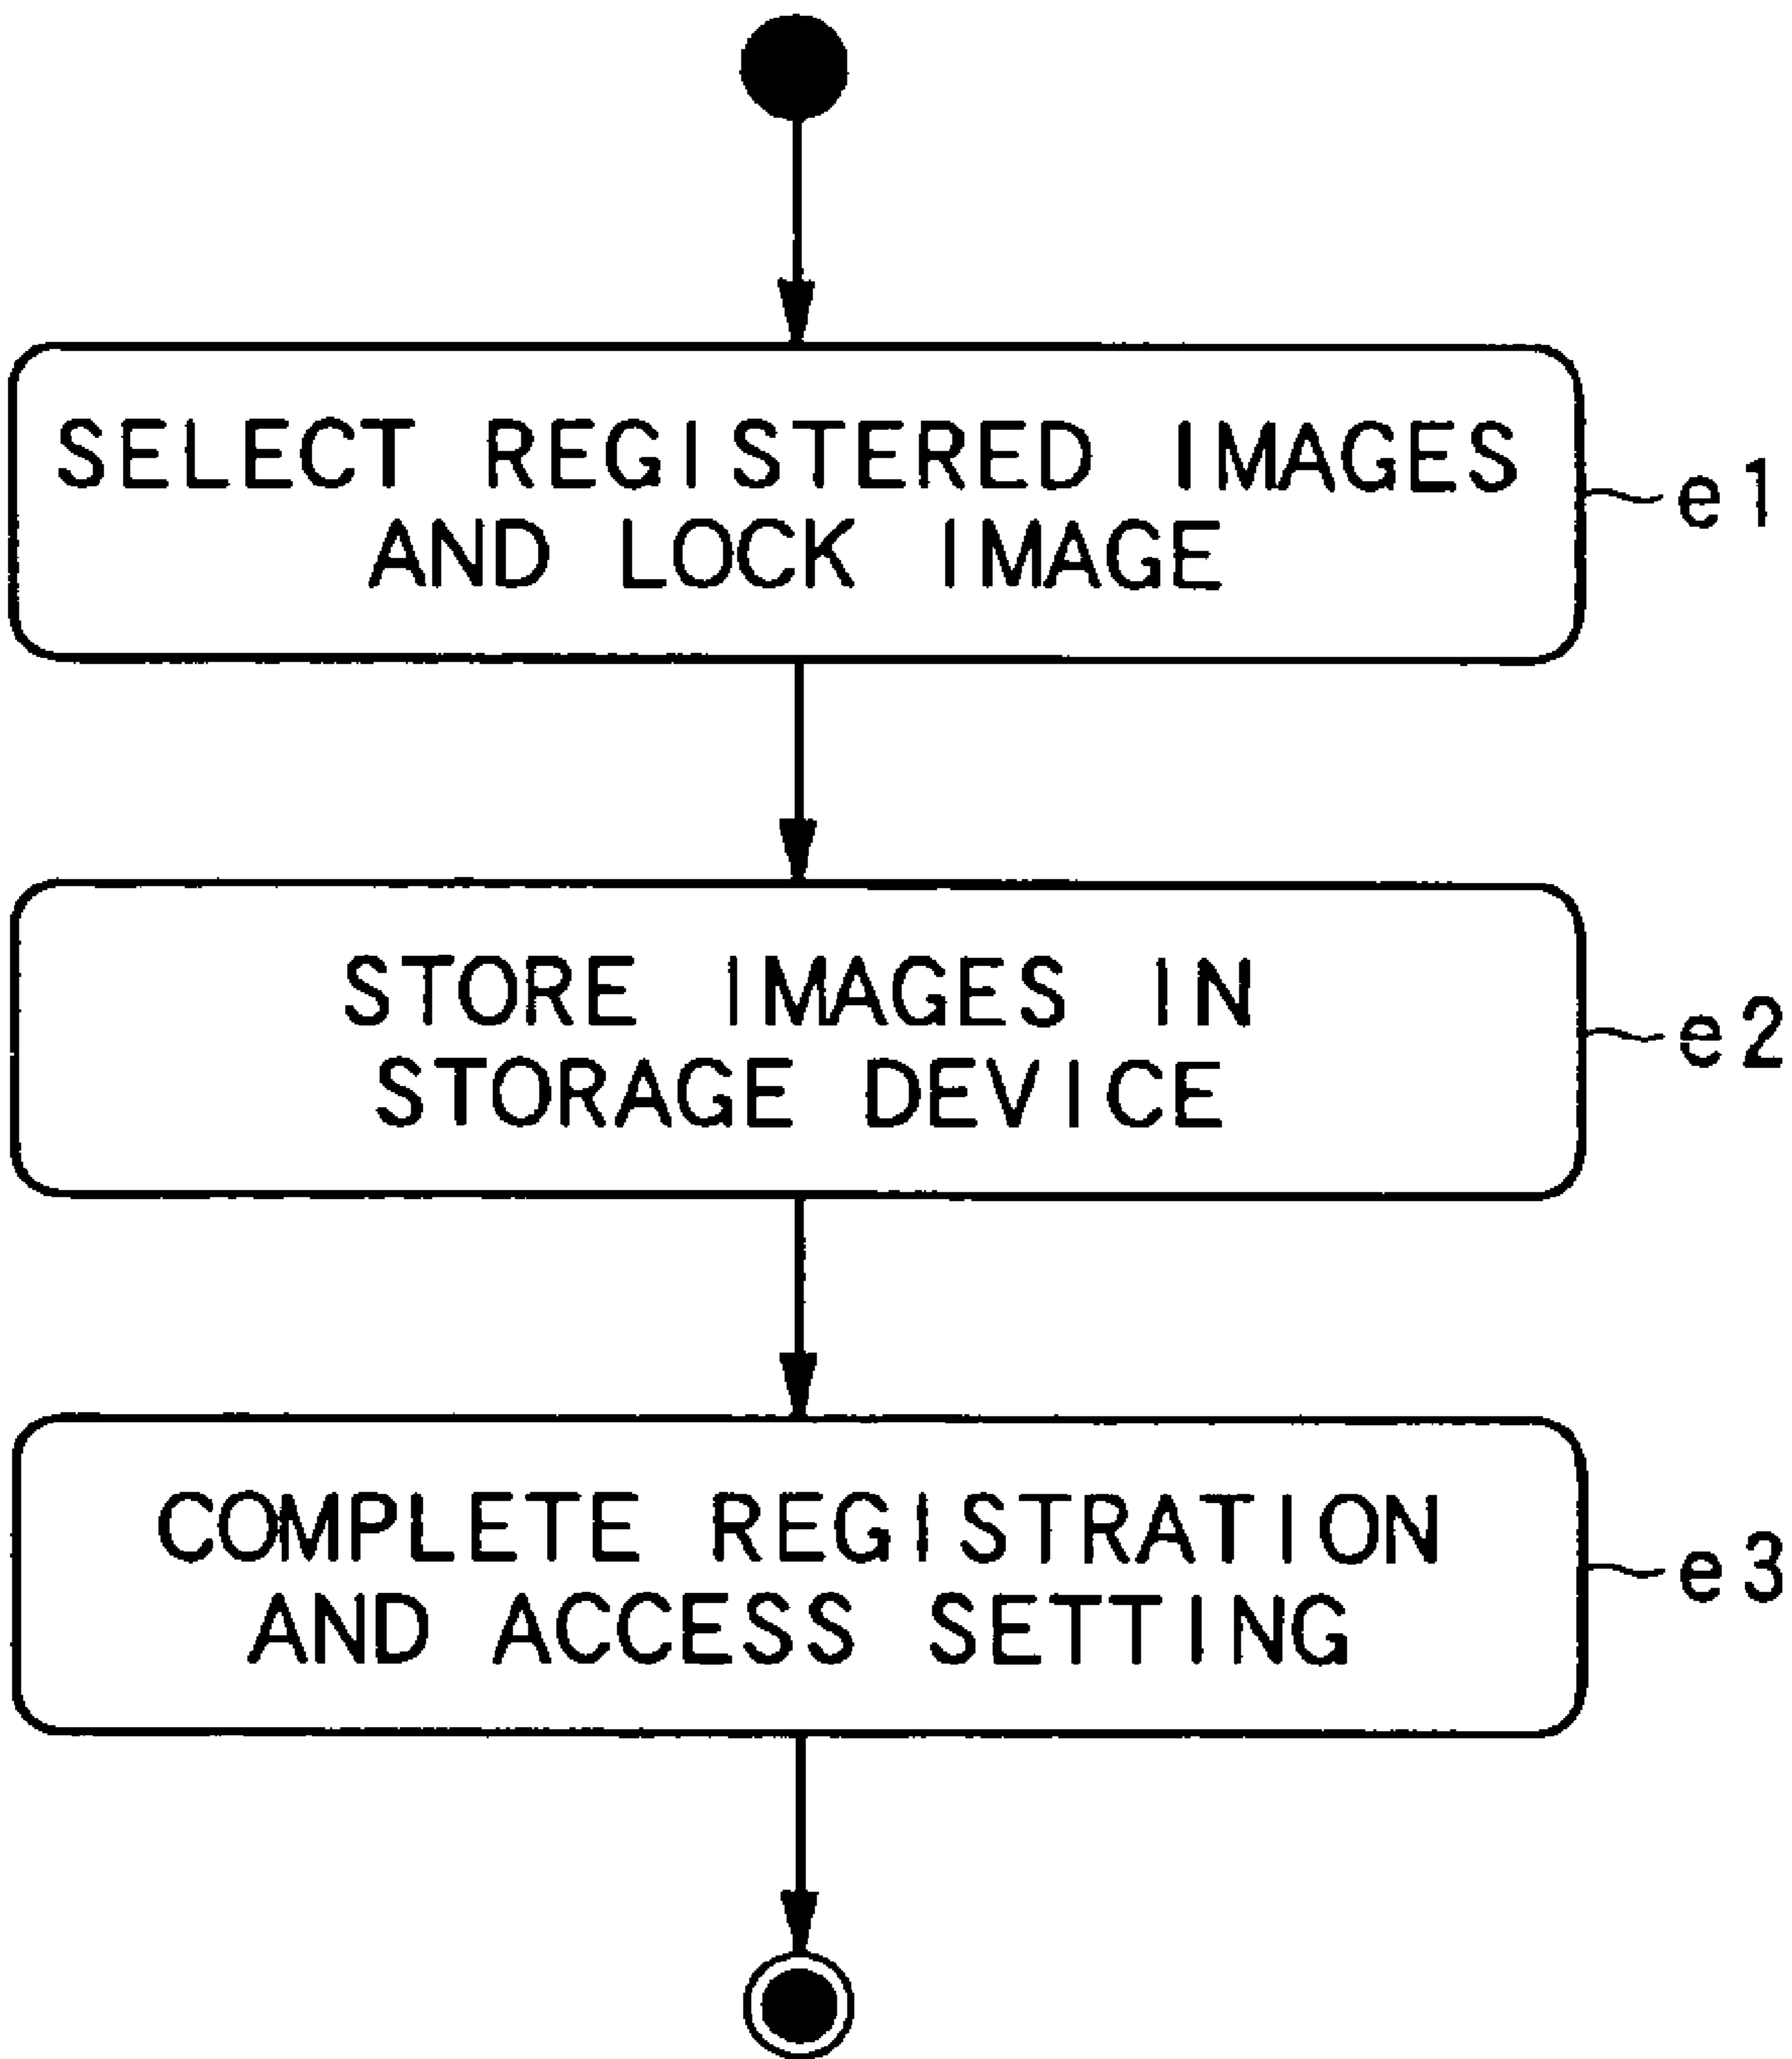 SELECT REGISTERED IMAGES
AND LOCK IMAGE
e1
STORE IMAGES IN
STORAGE DEVICE
e2
COMPLETE REGISTRATION
AND ACCESS SETTING
e3